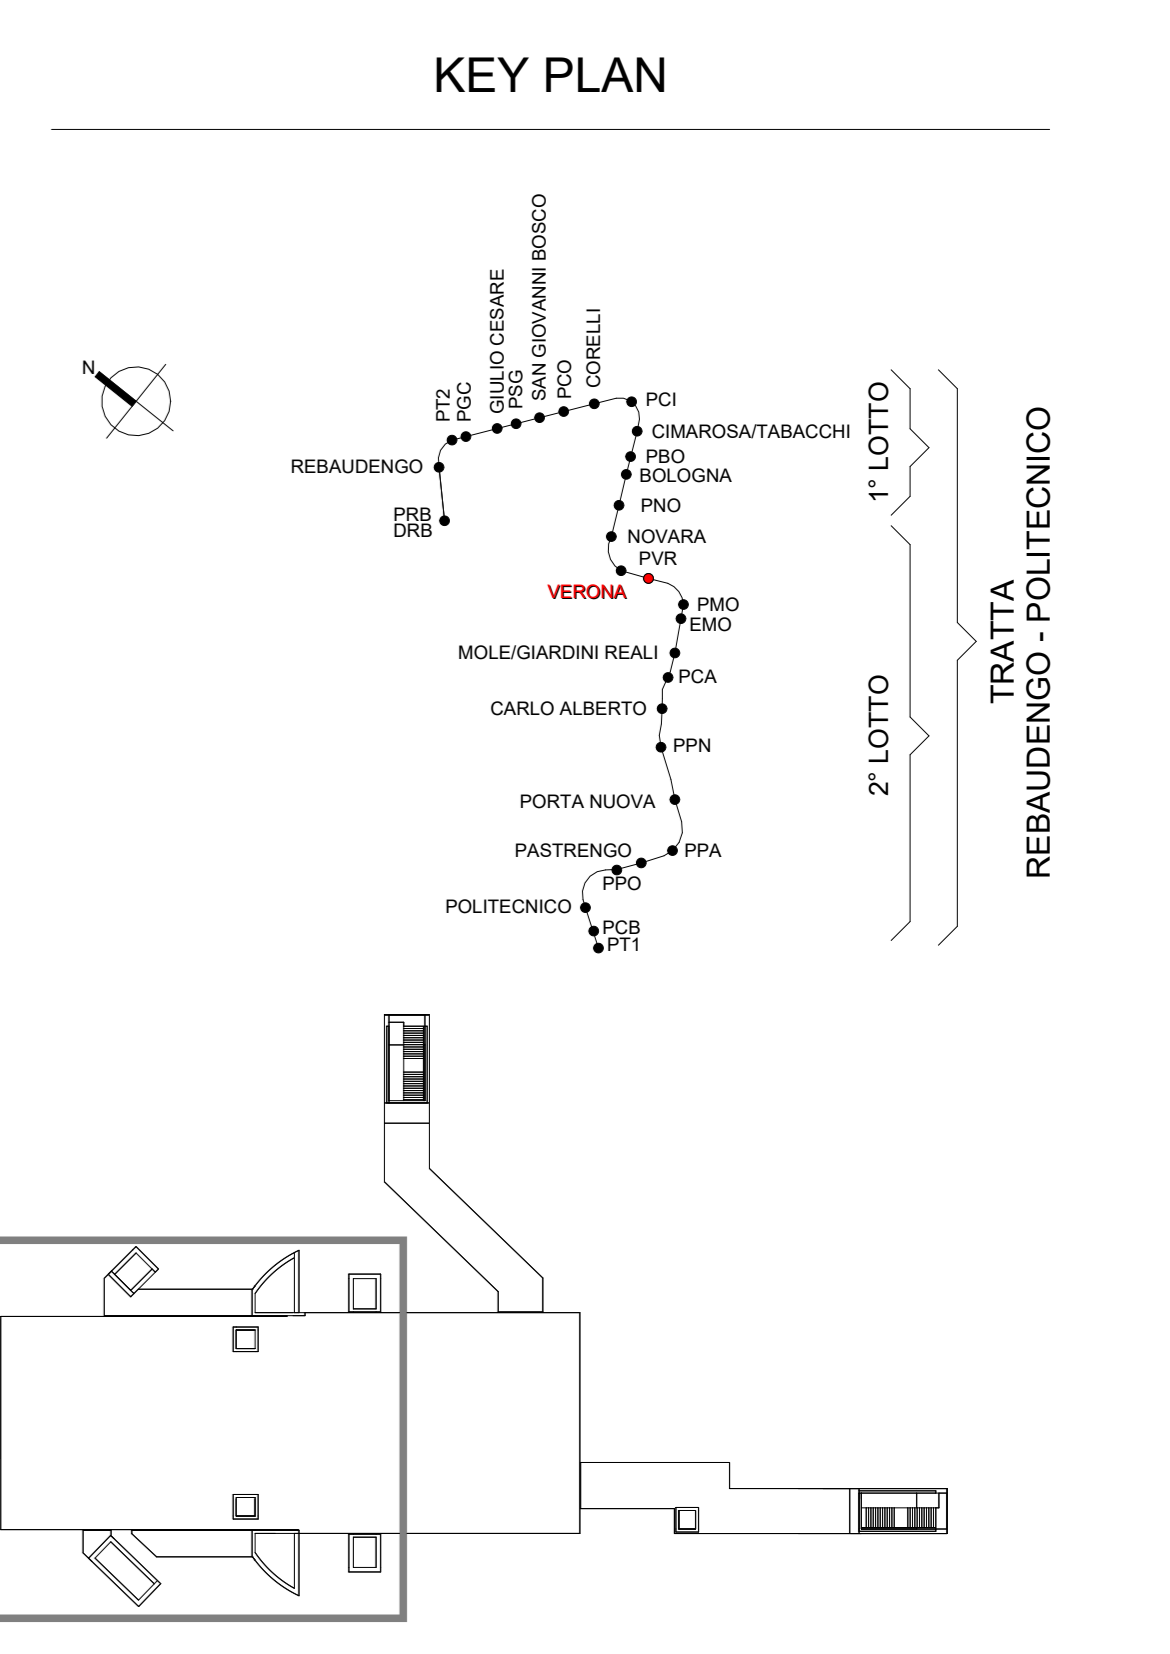 KEY PLAN
N
PT2
PGC
GIULIO CESARE
PSG
SAN GIOVANNI BOSCO
PCO
CORELLI
PCI
CIMAROSA/TABACCHI
REBAUDENGO
PBO
BOLOGNA
PNO
PRB
DRB
NOVARA
PVR
VERONA
PMO
EMO
MOLE/GIARDINI REALI
PCA
CARLO ALBERTO
PPN
PORTA NUOVA
PASTRENGO
PPA
PPO
POLITECNICO
PCB
PT1
1° LOTTO
2° LOTTO
TRATTA
REBAUDENGO - POLITECNICO